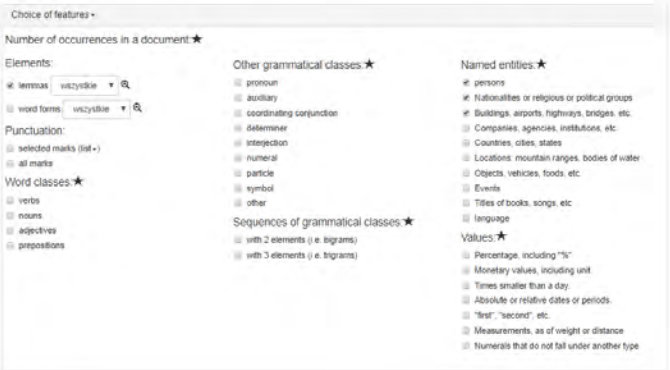 Choice of features
Number of occurrences in a document:★
Elements:
lemmas wszystkie
word forms wszystkie
Punctuation:
selected marks (list)
all marks
Word classes:★
verbs
nouns
adjectives
prepositions
Other grammatical classes:★
pronoun
auxiliary
coordinating conjunction
determiner
interjection
numeral
particle
symbol
other
Sequences of grammatical classes:★
with 2 elements (i.e. bigrams)
with 3 elements (i.e. trigrams)
Named entities:★
persons
Nationalities or religious or political groups
Buildings, airports, highways, bridges, etc.
Companies, agencies, institutions, etc.
Countries, cities, states
Locations: mountain ranges, bodies of water
Objects, vehicles, foods, etc.
Events
Titles of books, songs, etc
language
Values:★
Percentage, including "%"
Monetary values, including unit
Times smaller than a day.
Absolute or relative dates or periods.
"first", "second", etc.
Measurements, as of weight or distance
Numerals that do not fall under another type